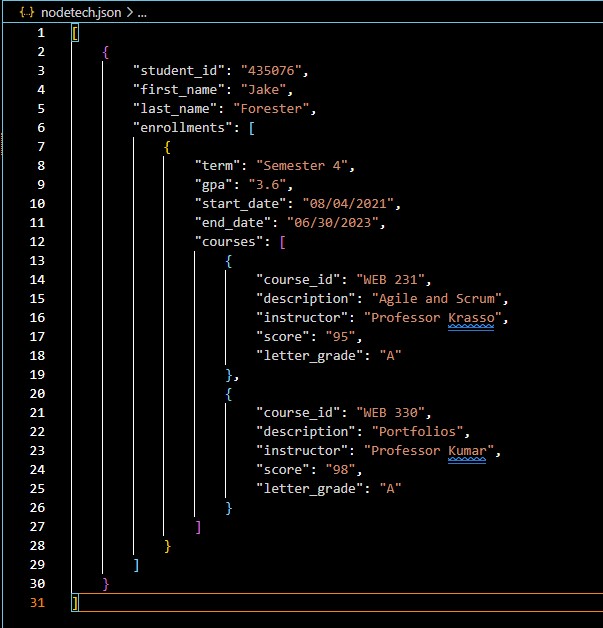 {..} nodetech.json > ...
1 [
2     {
3         "student_id": "435076",
4         "first_name": "Jake",
5         "last_name": "Forester",
6         "enrollments": [
7             {
8                 "term": "Semester 4",
9                 "gpa": "3.6",
10                 "start_date": "08/04/2021",
11                 "end_date": "06/30/2023",
12                 "courses": [
13                     {
14                         "course_id": "WEB 231",
15                         "description": "Agile and Scrum",
16                         "instructor": "Professor Krasso",
17                         "score": "95",
18                         "letter_grade": "A"
19                     },
20                     {
21                         "course_id": "WEB 330",
22                         "description": "Portfolios",
23                         "instructor": "Professor Kumar",
24                         "score": "98",
25                         "letter_grade": "A"
26                     }
27                 ]
28             }
29         ]
30     }
31 ]